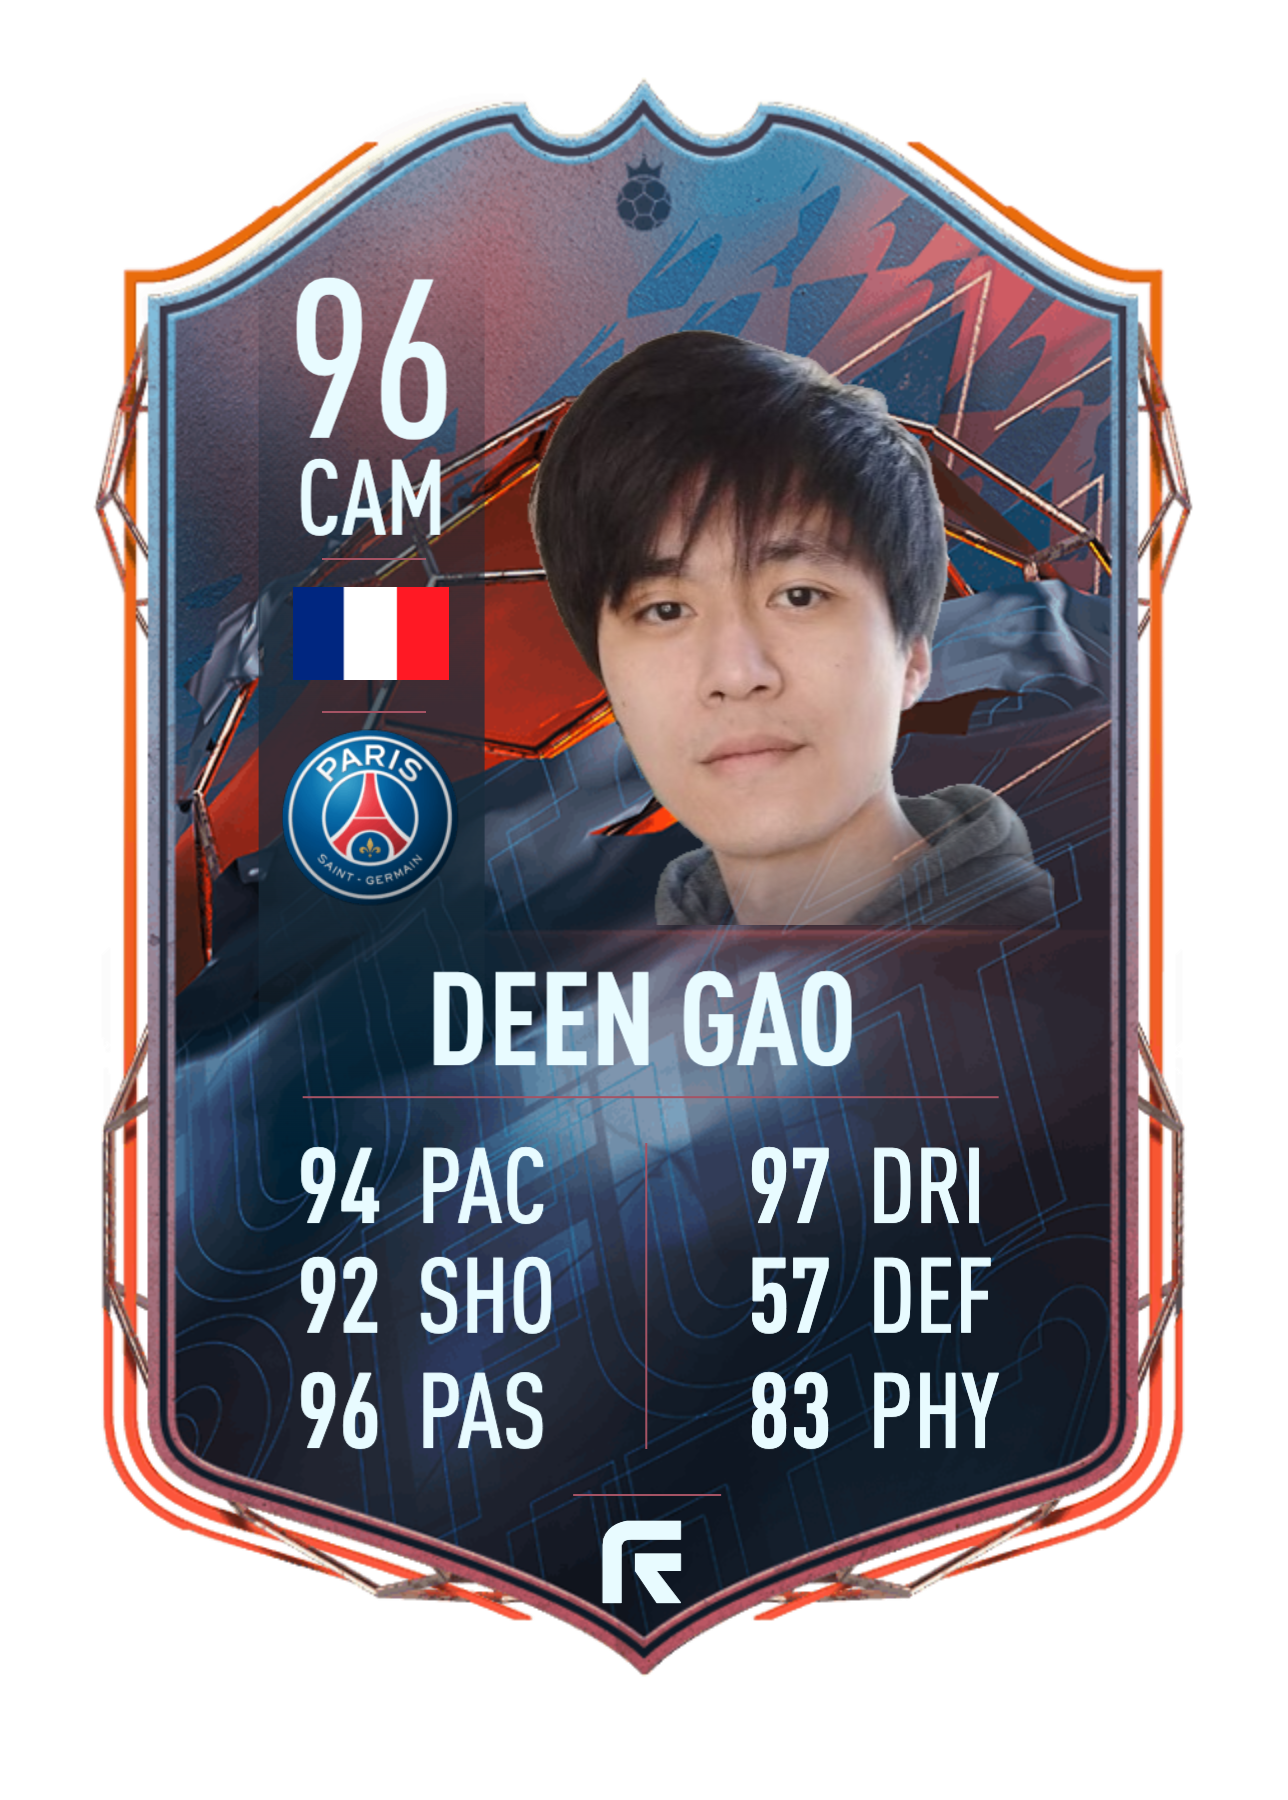 96
CAM
PARIS
SAINT - GERMAIN
DEEN GAO
94 PAC
97 DRI
92 SHO
57 DEF
96 PAS
83 PHY